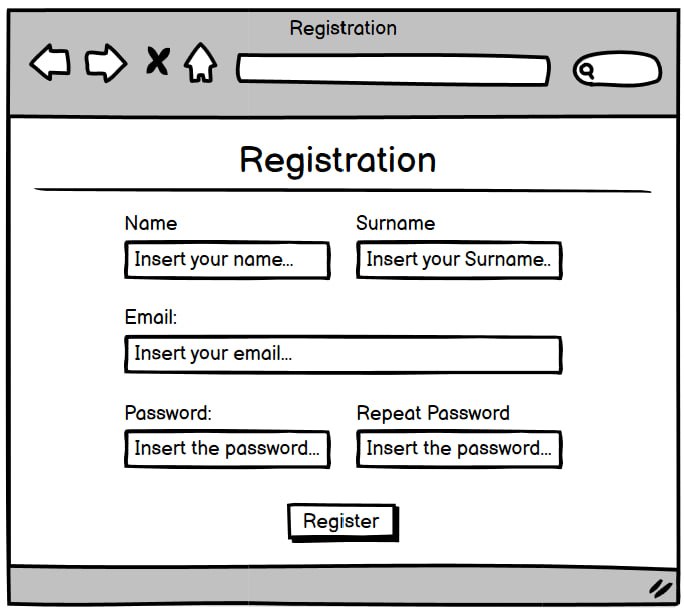 Registration
Registration
Name Surname
Insert your name... Insert your Surname..
Email:
Insert your email...
Password: Repeat Password
Insert the password... Insert the password...
Register